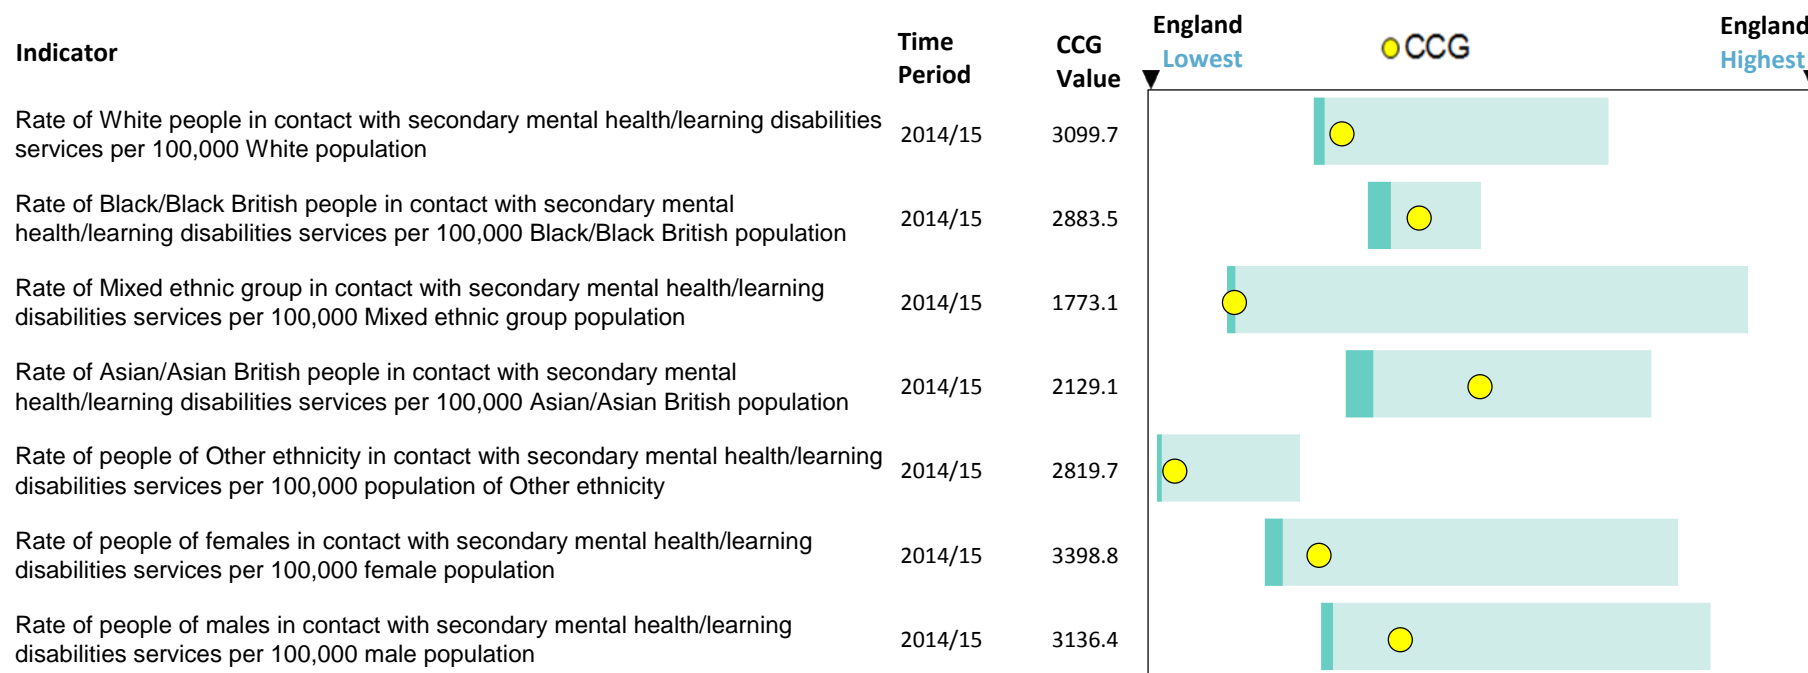 Indicator
Time
Period
CCG
Value
England
Lowest
CCG
England
Highest
Rate of White people in contact with secondary mental health/learning disabilities
services per 100,000 White population
2014/15
3099.7
Rate of Black/Black British people in contact with secondary mental
health/learning disabilities services per 100,000 Black/Black British population
2014/15
2883.5
Rate of Mixed ethnic group in contact with secondary mental health/learning
disabilities services per 100,000 Mixed ethnic group population
2014/15
1773.1
Rate of Asian/Asian British people in contact with secondary mental
health/learning disabilities services per 100,000 Asian/Asian British population
2014/15
2129.1
Rate of people of Other ethnicity in contact with secondary mental health/learning
disabilities services per 100,000 population of Other ethnicity
2014/15
2819.7
Rate of people of females in contact with secondary mental health/learning
disabilities services per 100,000 female population
2014/15
3398.8
Rate of people of males in contact with secondary mental health/learning
disabilities services per 100,000 male population
2014/15
3136.4